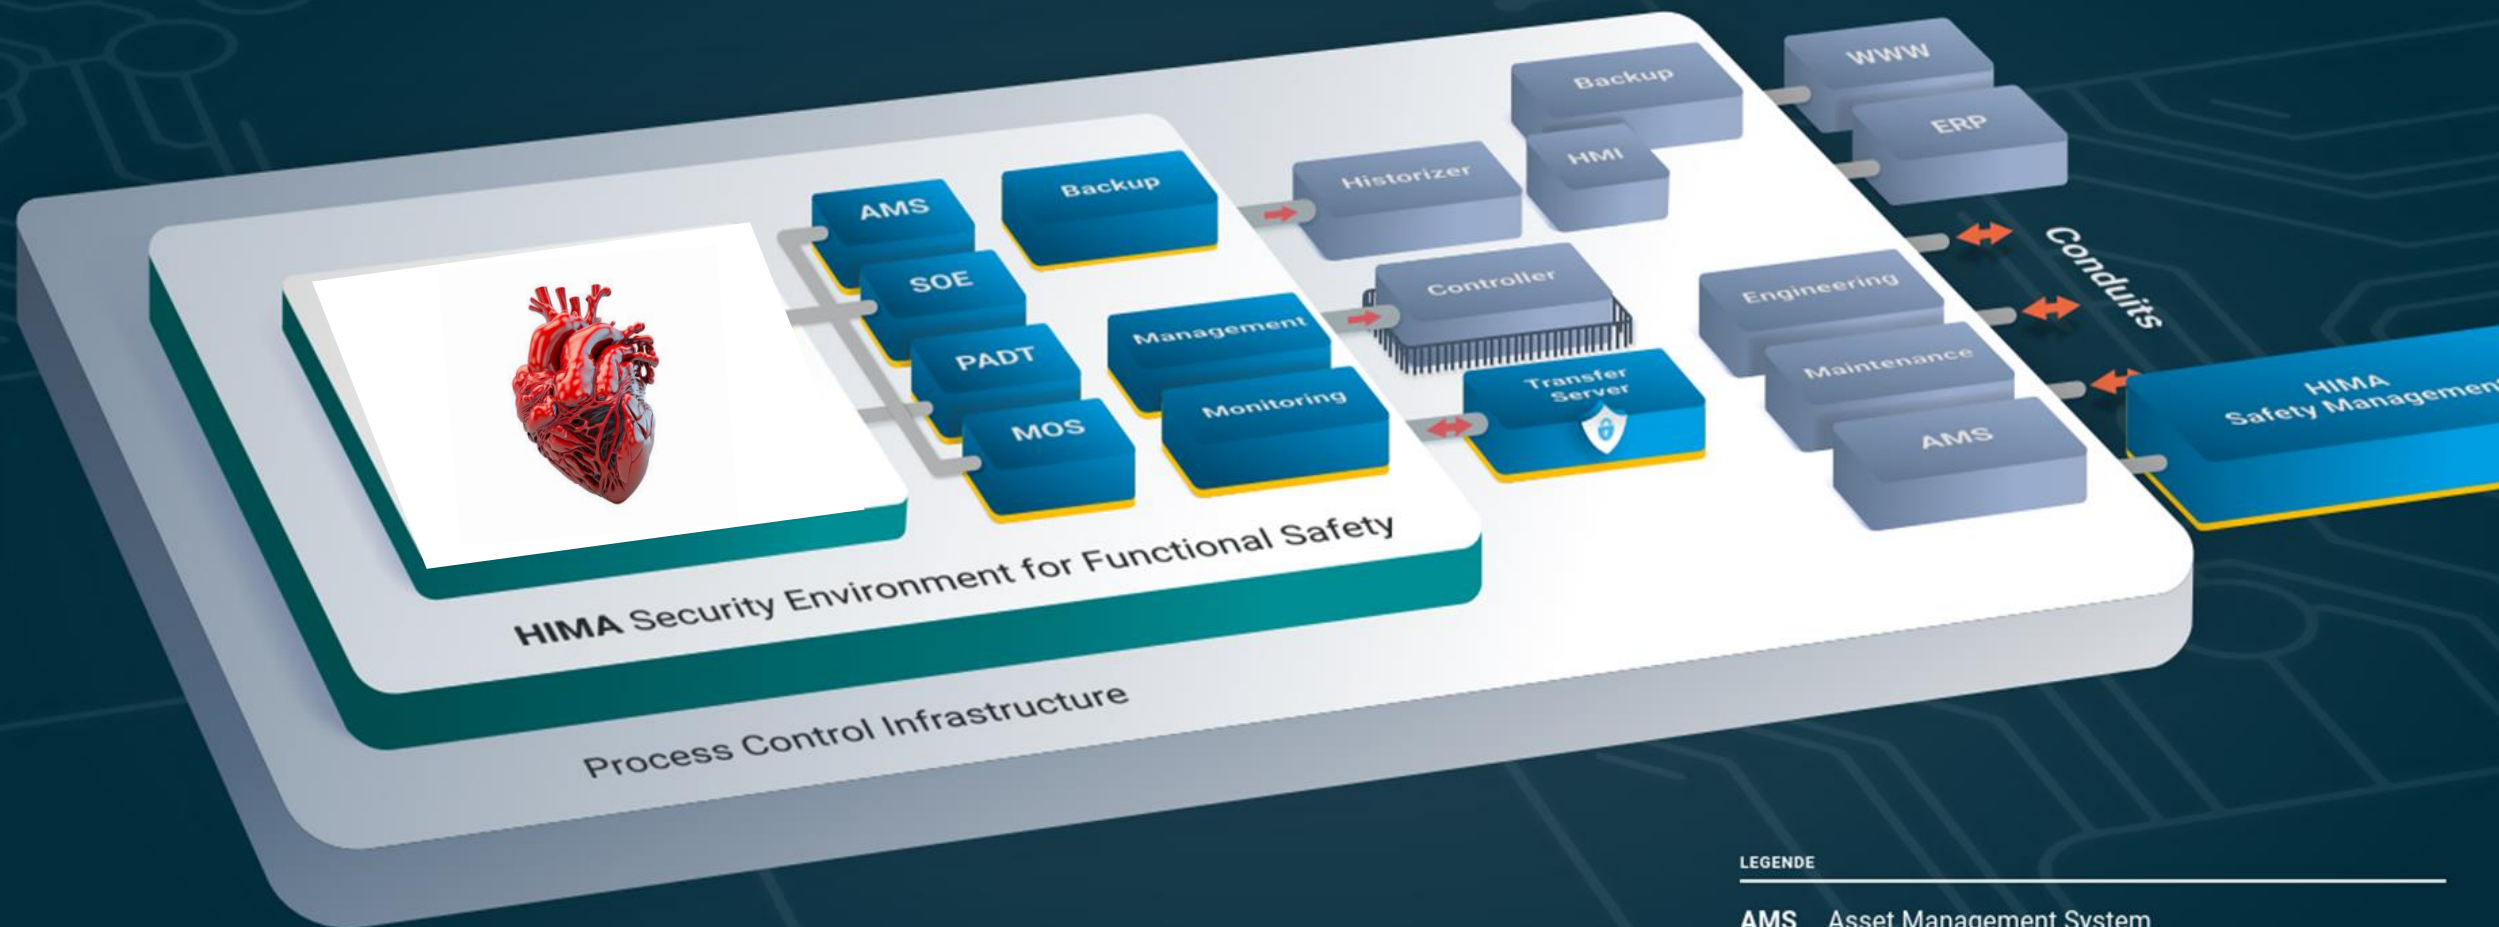 WWW
Backup
ERP
HMI
Historizer
Backup
AMS
SOE
Controller
Engineering
Conduits
PADT
Management
Maintenance
Transfer
Server
Monitoring
MOS
AMS
HIMA
Safety Management
HIMA Security Environment for Functional Safety
Process Control Infrastructure
LEGENDE
AMS Asset Management System